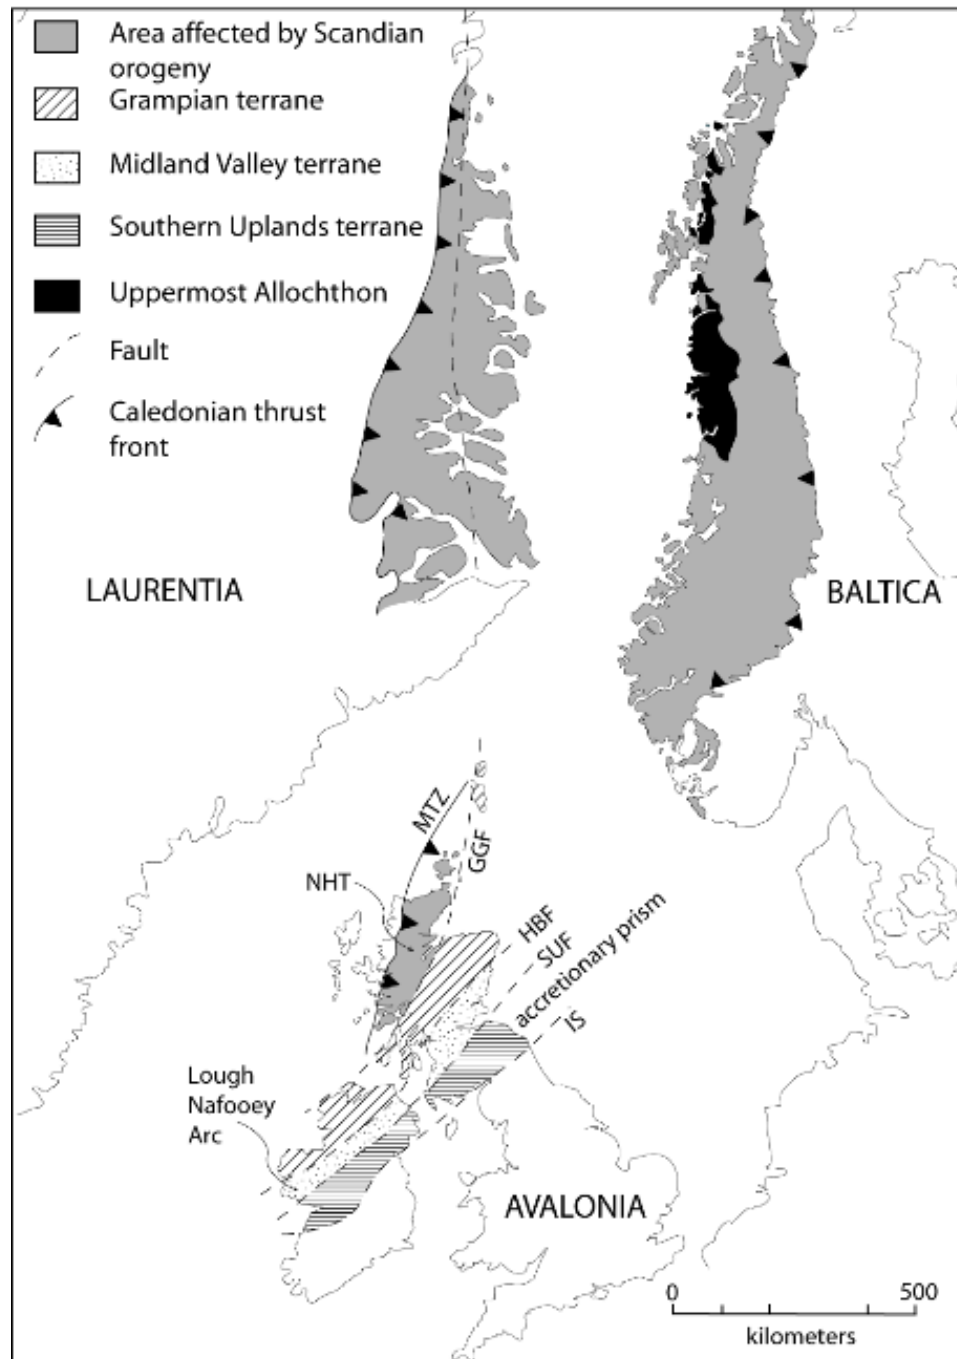 Area affected by Scandian
orogeny
Grampian terrane
Midland Valley terrane
Southern Uplands terrane
Uppermost Allochthon
Fault
Caledonian thrust
front
LAURENTIA
BALTICA
MTZ
GGF
NHT
HBF
SUF
accretionary prism
IS
Lough
Nafooey
Arc
AVALONIA
0 500
kilometers